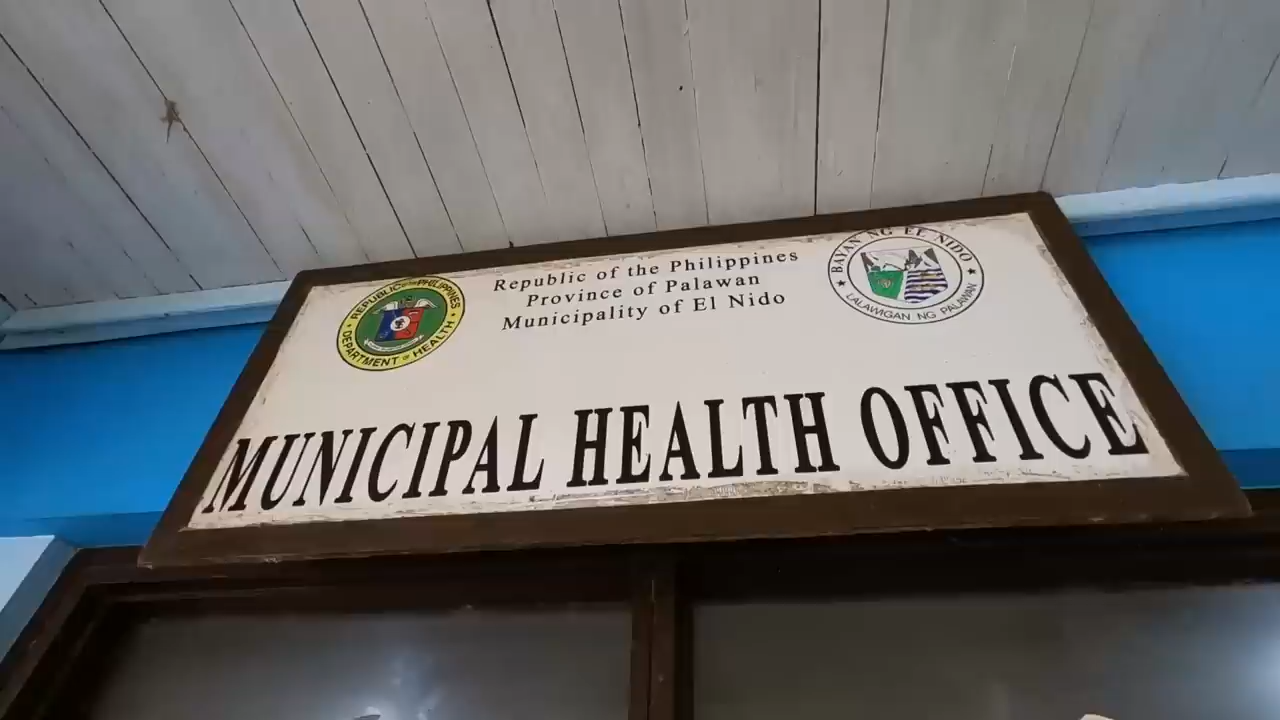 REPUBLIC OF THE PHILIPPINES
DEPARTMENT OF HEALTH
Republic of the Philippines
Province of Palawan
Municipality of El Nido
BAYAN NG EL NIDO
LALAWIGAN NG PALAWAN
MUNICIPAL HEALTH OFFICE